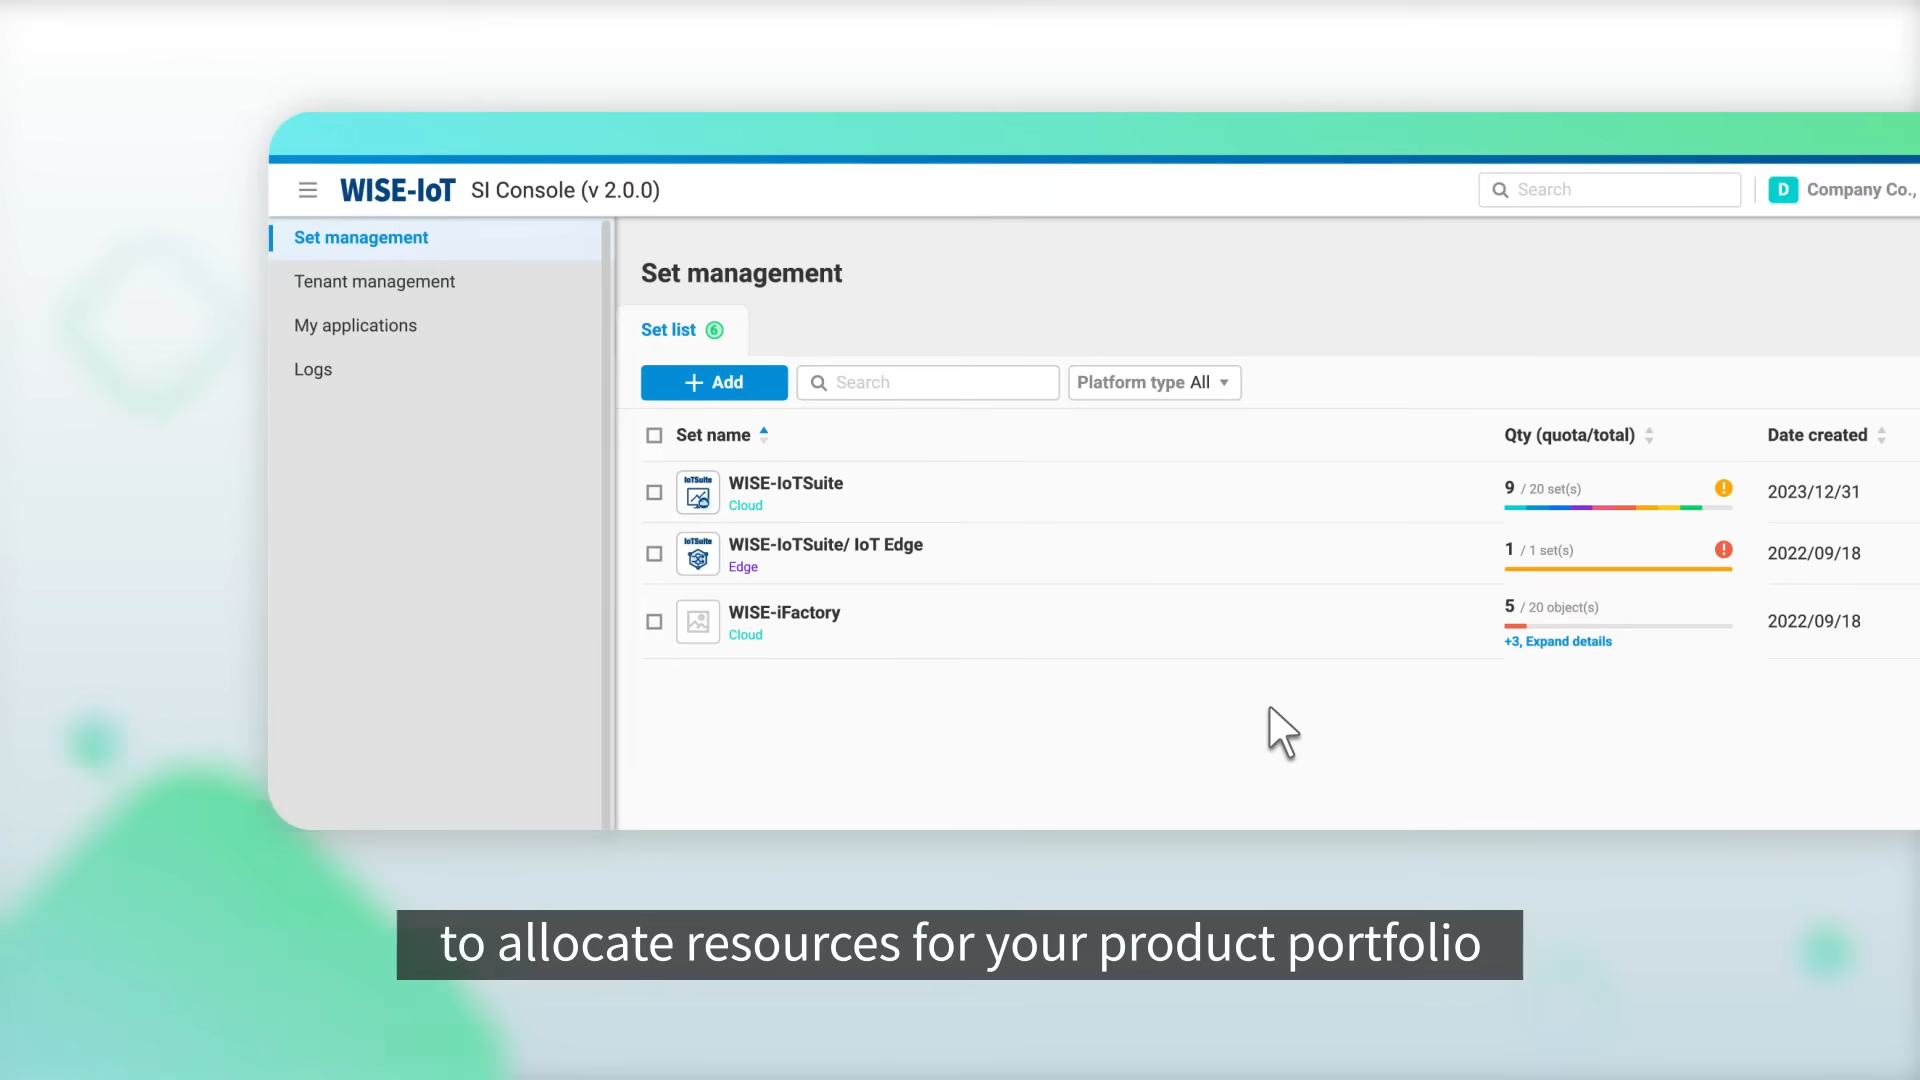 WISE-IoT SI Console (v 2.0.0)
Search
D Company Co.,
Set management
Tenant management
My applications
Logs
Set management
Set list 6
+ Add
Search
Platform type All
Set name
Qty (quota/total)
Date created
IoTSuite
WISE-IoTSuite
Cloud
9 / 20 set(s)
2023/12/31
IoTSuite
WISE-IoTSuite/ IoT Edge
Edge
1 / 1 set(s)
2022/09/18
WISE-iFactory
Cloud
5 / 20 object(s)
+3, Expand details
2022/09/18
to allocate resources for your product portfolio